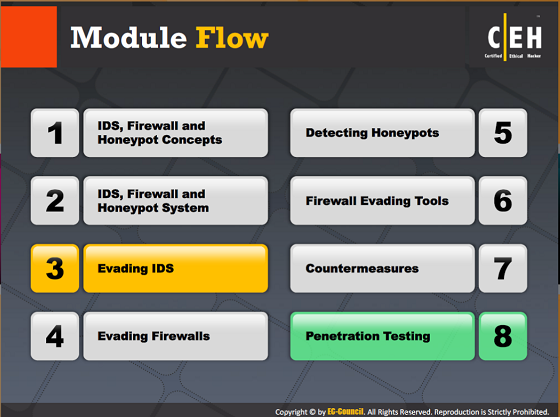 Module Flow
C|EH
Certified Ethical Hacker
1
IDS, Firewall and
Honeypot Concepts
2
IDS, Firewall and
Honeypot System
3
Evading IDS
4
Evading Firewalls
Detecting Honeypots
5
Firewall Evading Tools
6
Countermeasures
7
Penetration Testing
8
Copyright © by EC-Council. All Rights Reserved. Reproduction is Strictly Prohibited.